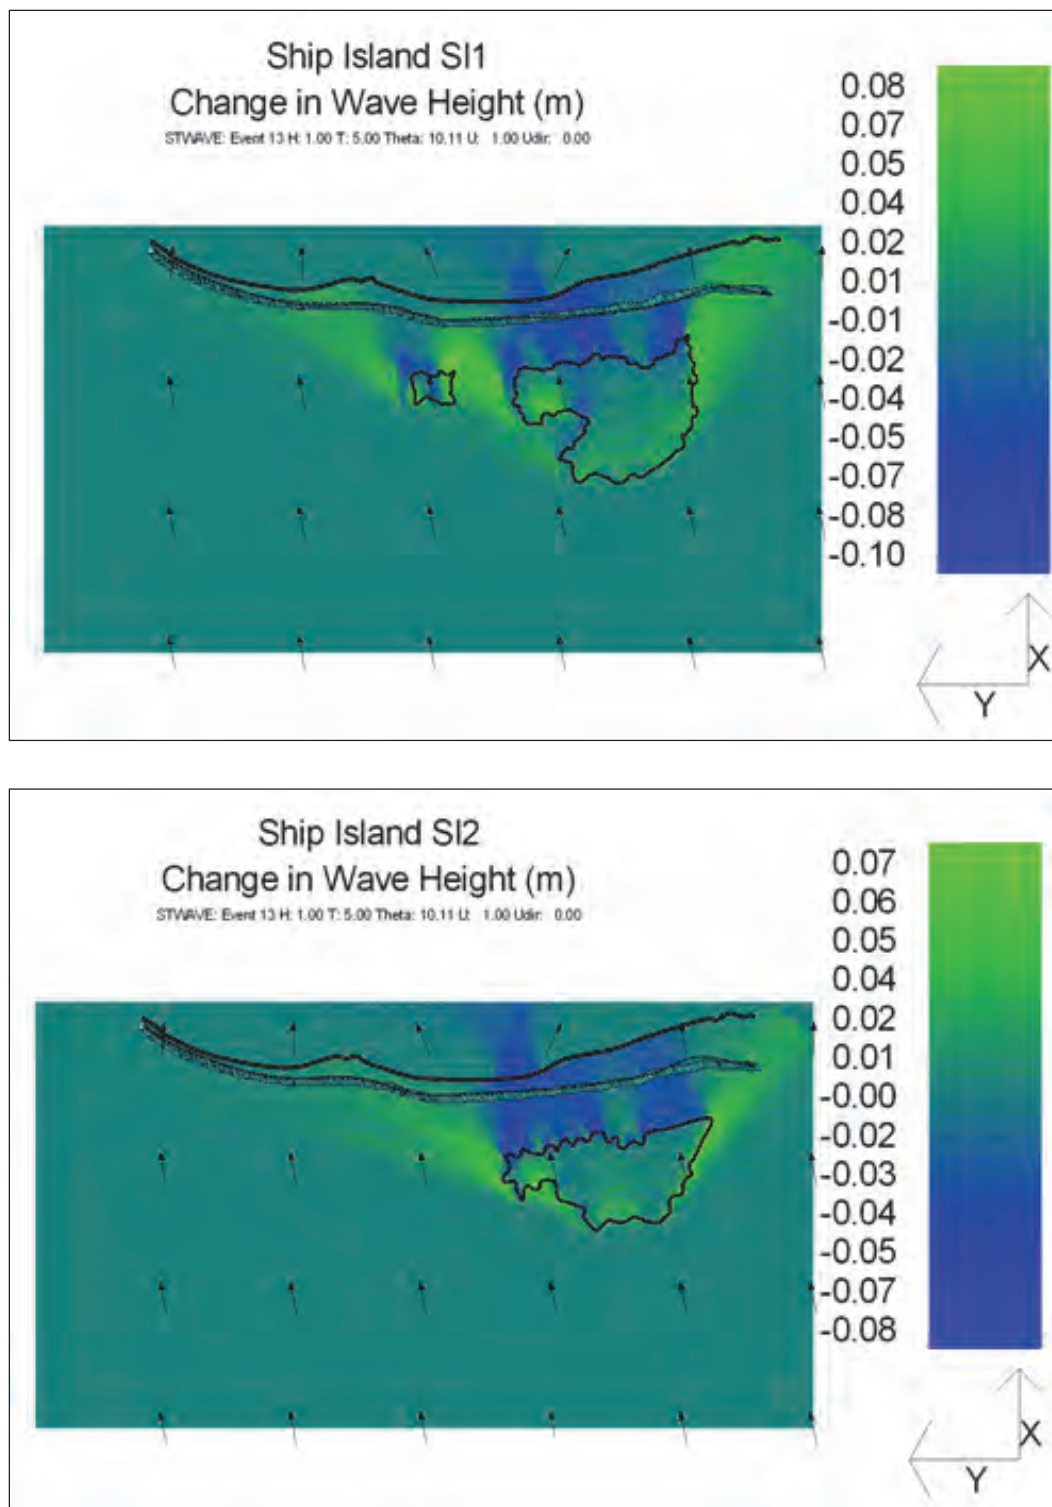 Ship Island SI1
Change in Wave Height (m)
STWAVE: Event 13 H: 1.00 T: 5.00 Theta: 10.11 U: 1.00 Udir: 0.00
0.08
0.07
0.05
0.04
0.02
0.01
-0.01
-0.02
-0.04
-0.05
-0.07
-0.08
-0.10
X
Y
Ship Island SI2
Change in Wave Height (m)
STWAVE: Event 13 H: 1.00 T: 5.00 Theta: 10.11 U: 1.00 Udir: 0.00
0.07
0.06
0.05
0.04
0.02
0.01
-0.00
-0.02
-0.03
-0.04
-0.05
-0.07
-0.08
X
Y